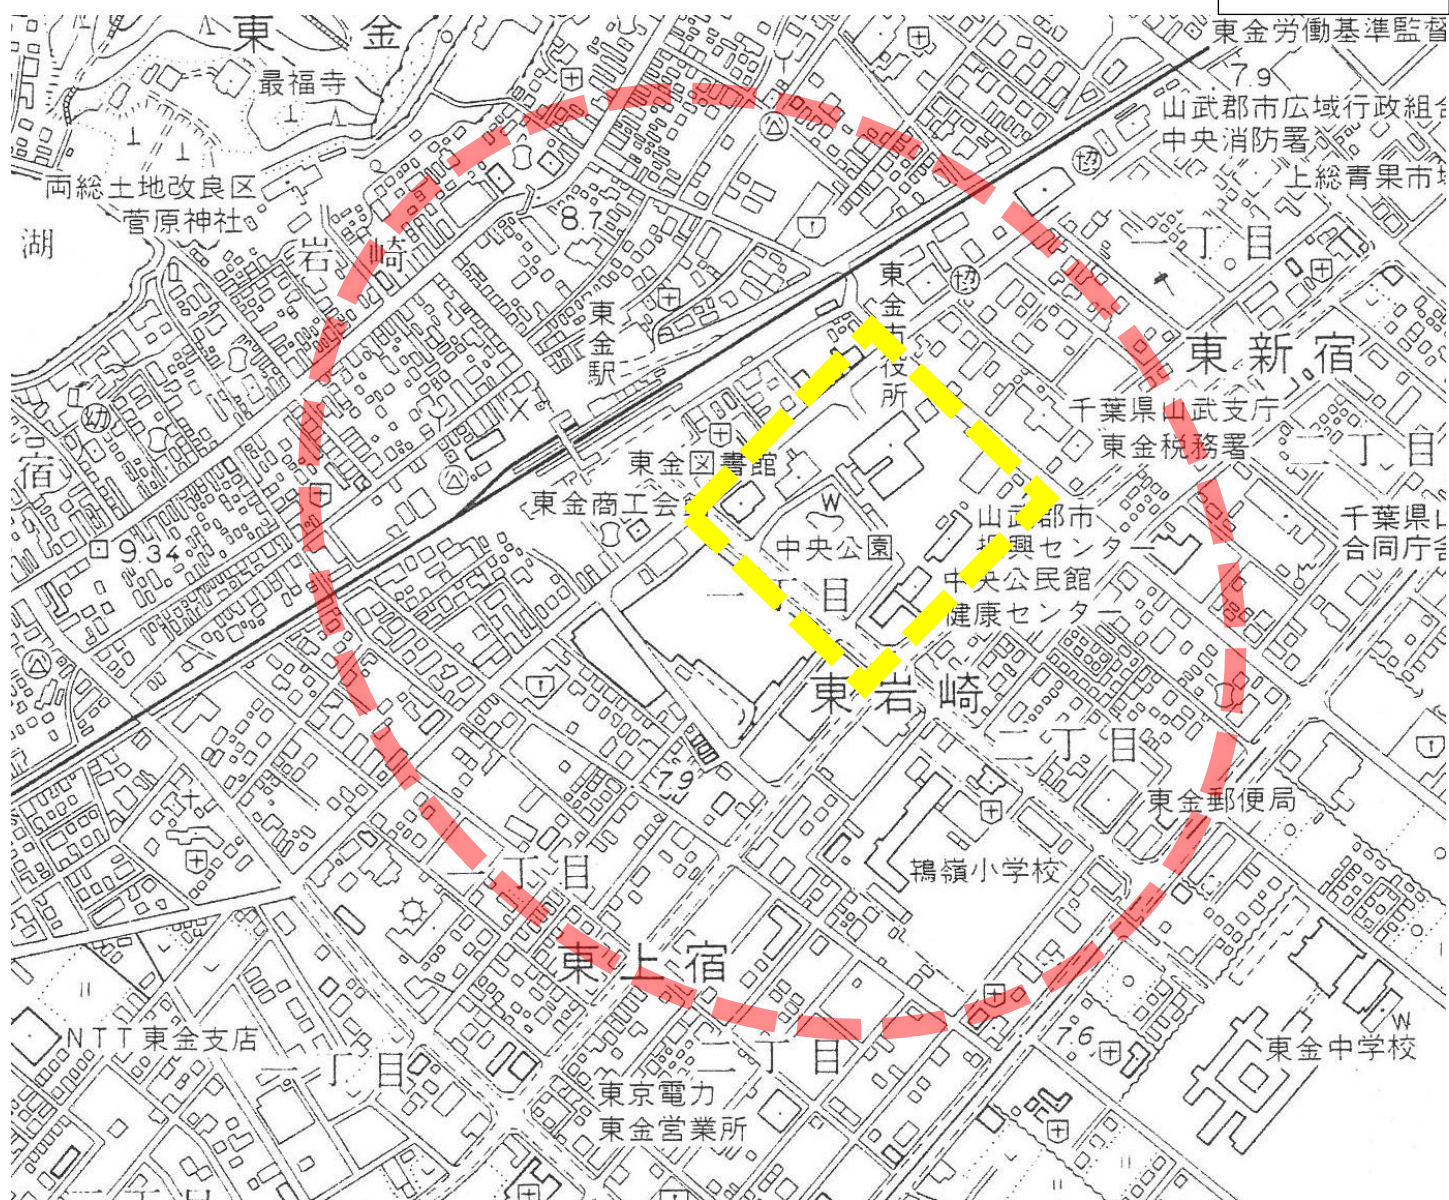 東金
東金労働基準監督
最福寺
7.9
山武郡市広域行政組合
中央消防署
協
両総土地改良区
菅原神社
上総青果市場
8.7
湖
岩崎
一丁目
東金市役所
協
東金駅
東新宿
幼
千葉県山武支庁
東金税務署
二丁目
宿
東金図書館
東金商工会館
W
山武郡市
振興センター
千葉県山
合同庁舎
9.34
中央公園
一丁目
中央公民館
健康センター
東岩崎
二丁目
7.9
東金郵便局
一丁目
鴇嶺小学校
東上宿
NTT東金支店
一丁目
二丁目
7.6
W
東金中学校
東京電力
東金営業所
二丁目